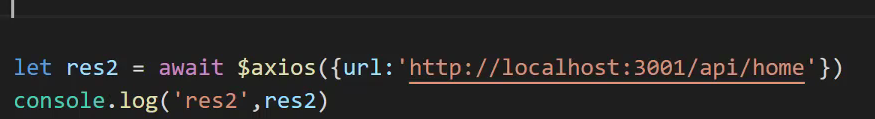 let res2 = await $axios({url:'http://localhost:3001/api/home'})
console.log('res2',res2)